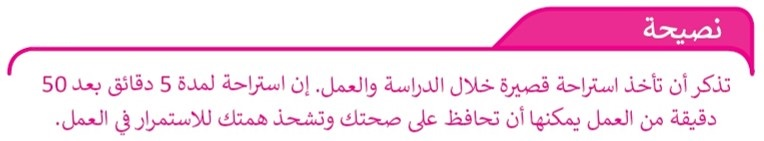 نصيحة
تذكر أن تأخذ استراحة قصيرة خلال الدراسة والعمل. إن استراحة لمدة 5 دقائق بعد 50
دقيقة من العمل يمكنها أن تحافظ على صحتك وتشحذ همتك للاستمرار في العمل.